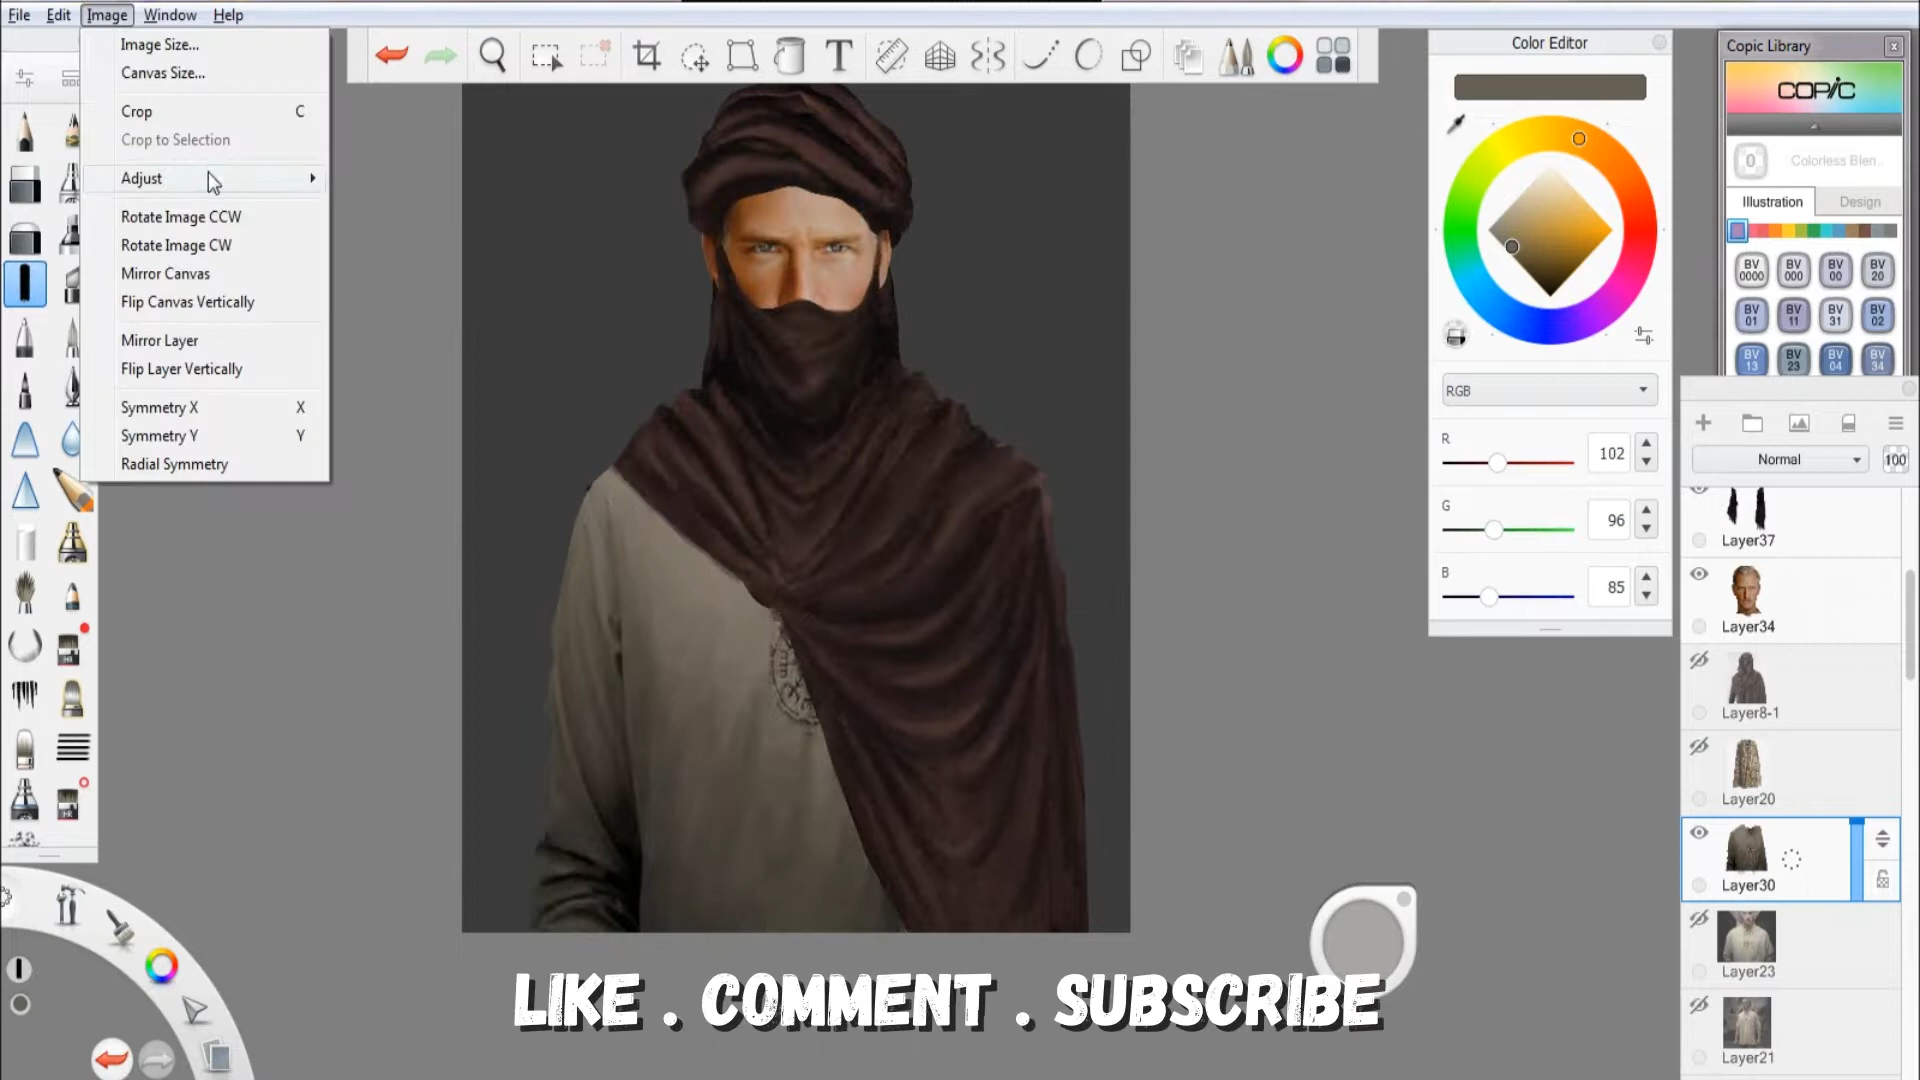 File Edit Image Window Help
Image Size...
Canvas Size...
Crop C
Crop to Selection
Adjust
Rotate Image CCW
Rotate Image CW
Mirror Canvas
Flip Canvas Vertically
Mirror Layer
Flip Layer Vertically
Symmetry X X
Symmetry Y Y
Radial Symmetry
T
HR
HR
Color Editor
RGB
R 102
G 96
B 85
Copic Library
COPIC
0 Colorless Blen..
Illustration Design
BV 0000 BV 000 BV 00 BV 20
BV 01 BV 11 BV 31 BV 02
BV 13 BV 23 BV 04 BV 34
Normal 100
Layer37
Layer34
Layer8-1
Layer20
Layer30
Layer23
Layer21
LIKE . COMMENT . SUBSCRIBE